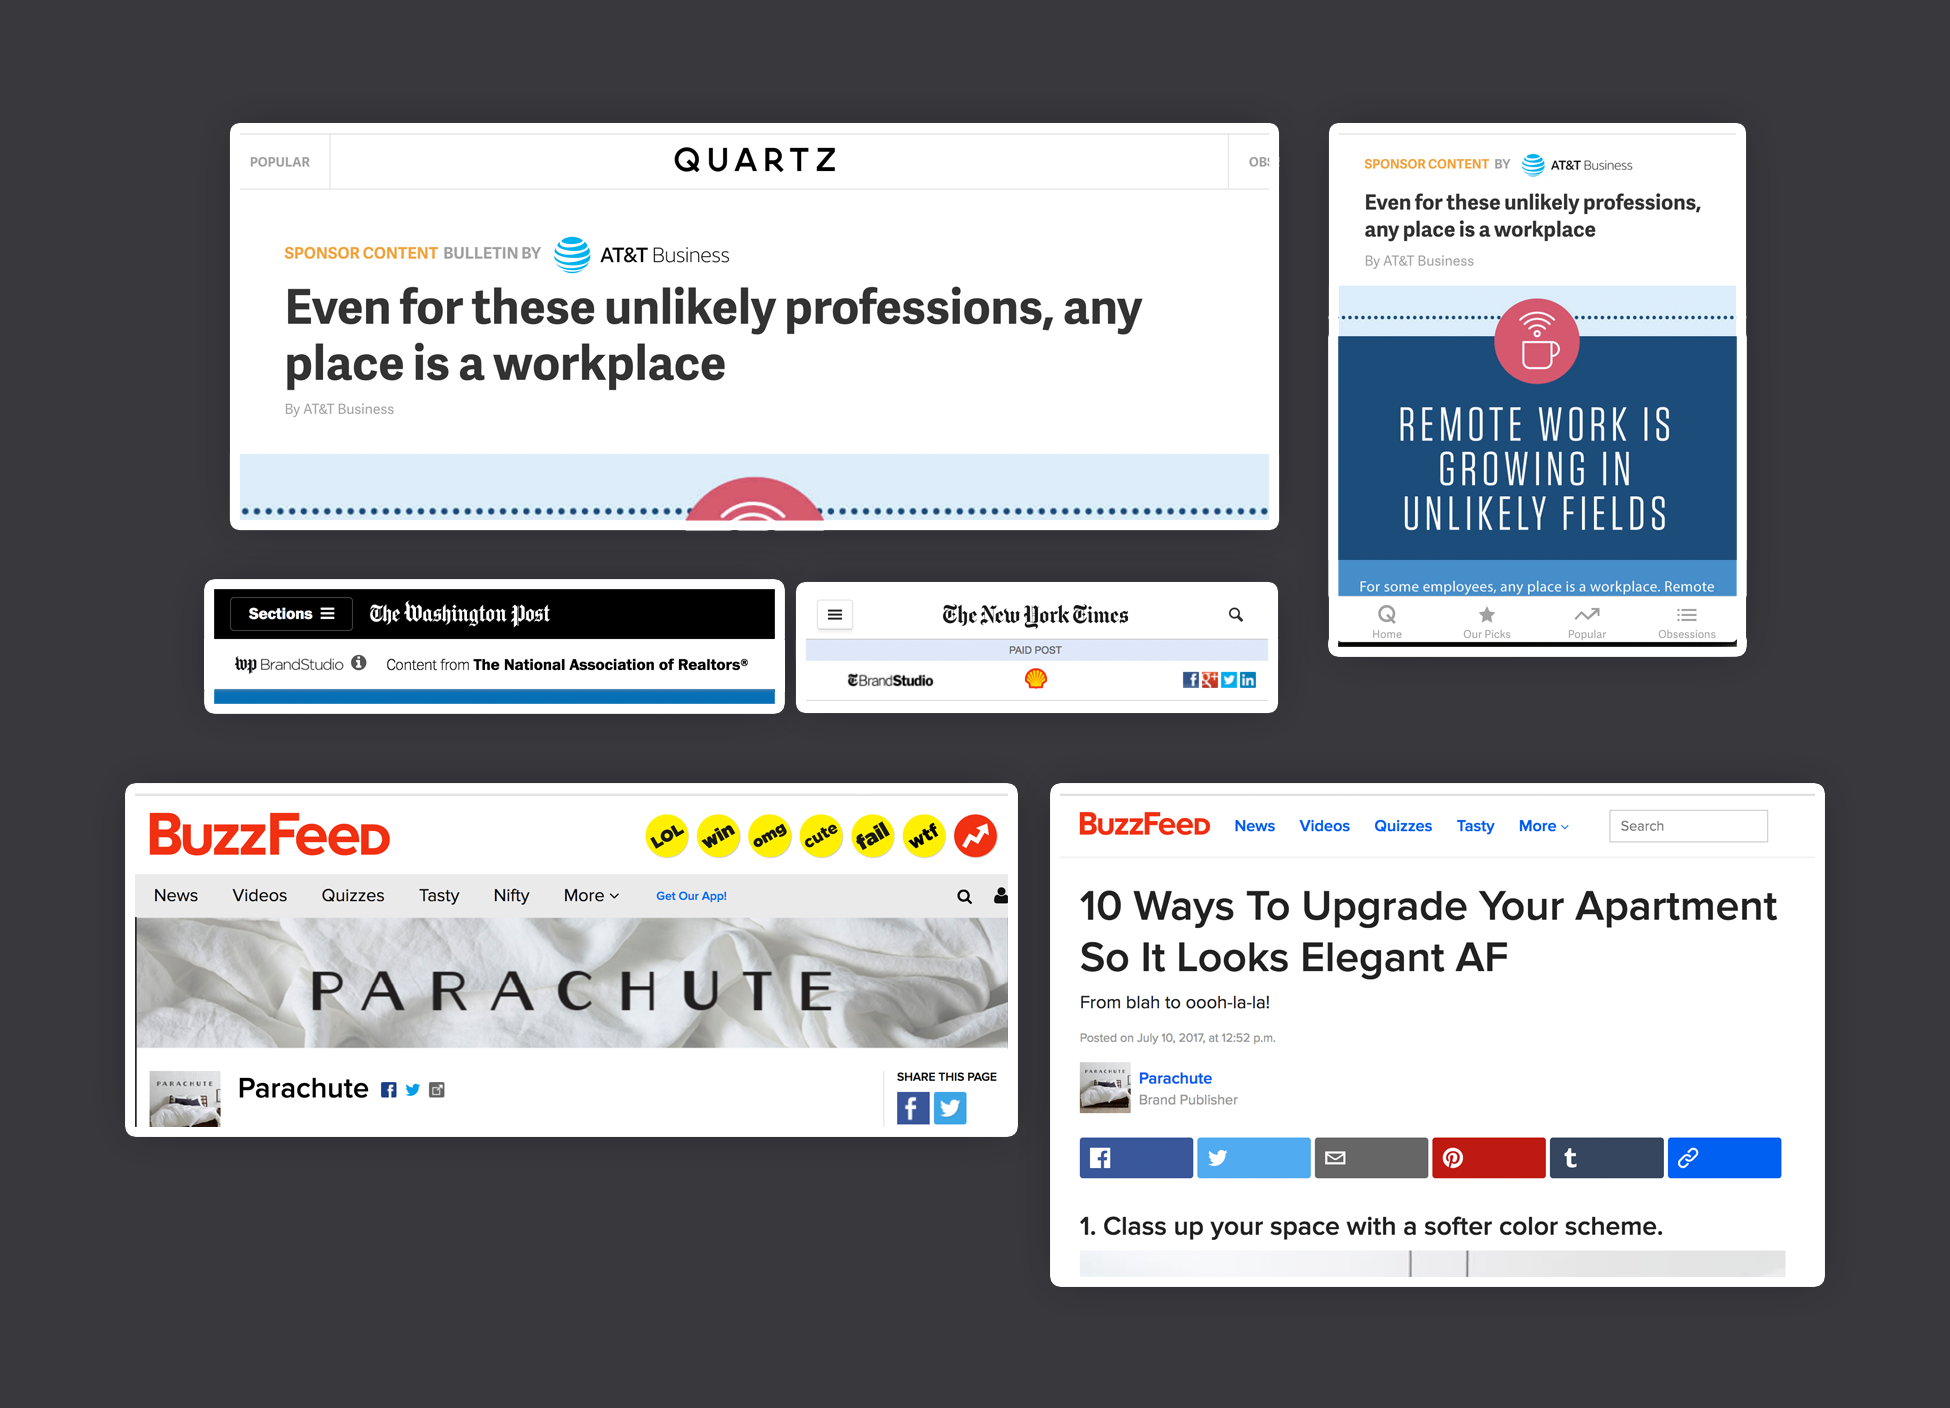 POPULAR
QUARTZ
OBS
SPONSOR CONTENT BULLETIN BY AT&T Business
Even for these unlikely professions, any
place is a workplace
By AT&T Business
SPONSOR CONTENT BY AT&T Business
Even for these unlikely professions,
any place is a workplace
By AT&T Business
REMOTE WORK IS
GROWING IN
UNLIKELY FIELDS
For some employees, any place is a workplace. Remote
Home Our Picks Popular Obsessions
Sections The Washington Post
wp BrandStudio Content from The National Association of Realtors®
The New York Times
PAID POST
T BrandStudio
BuzzFeed
LOL win omg cute fail wtf
News Videos Quizzes Tasty Nifty More Get Our App!
PARACHUTE
PARACHUTE
Parachute
SHARE THIS PAGE
BuzzFeed News Videos Quizzes Tasty More Search
10 Ways To Upgrade Your Apartment
So It Looks Elegant AF
From blah to oooh-la-la!
Posted on July 10, 2017, at 12:52 p.m.
PARACHUTE
Parachute
Brand Publisher
1. Class up your space with a softer color scheme.